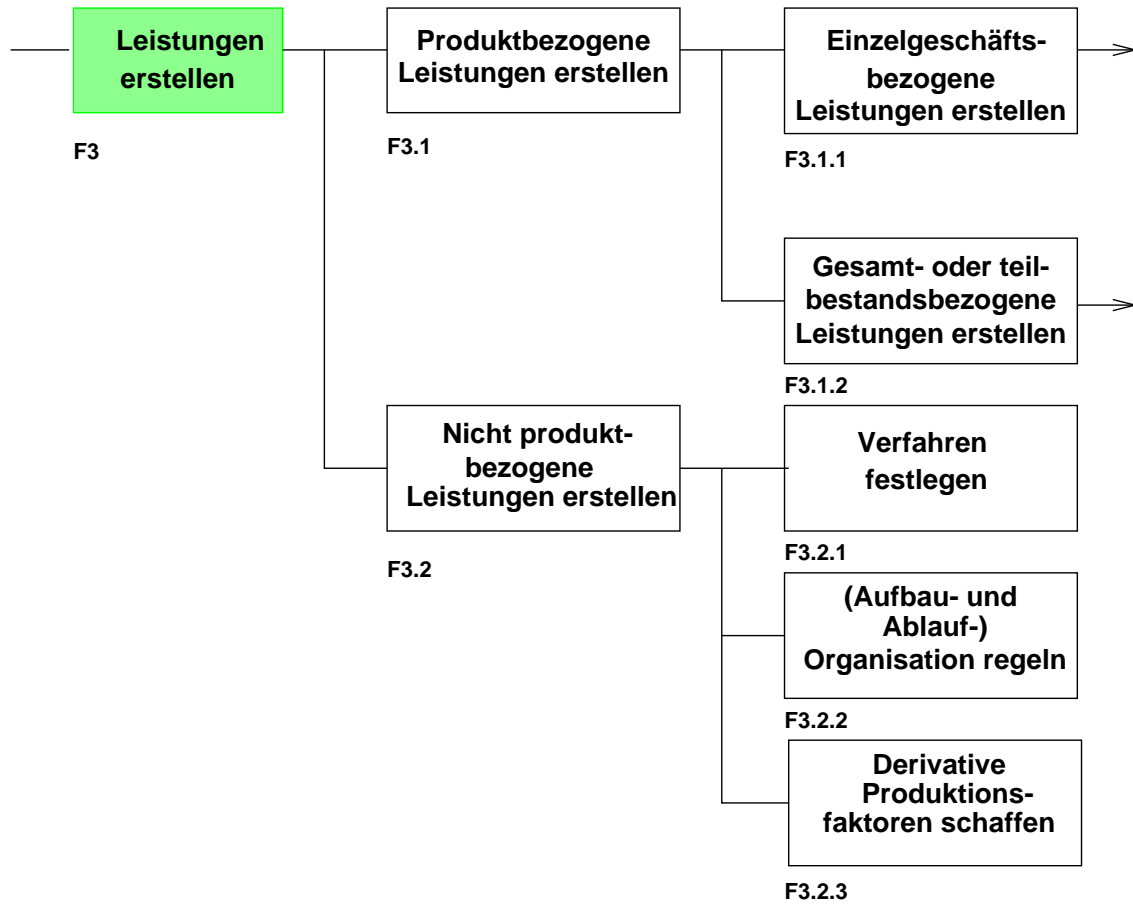 Leistungen
erstellen
F3
Produktbezogene
Leistungen erstellen
F3.1
Einzelgeschäfts-
bezogene
Leistungen erstellen
F3.1.1
Gesamt- oder teil-
bestandsbezogene
Leistungen erstellen
F3.1.2
Nicht produkt-
bezogene
Leistungen erstellen
F3.2
Verfahren
festlegen
F3.2.1
(Aufbau- und
Ablauf-)
Organisation regeln
F3.2.2
Derivative
Produktions-
faktoren schaffen
F3.2.3